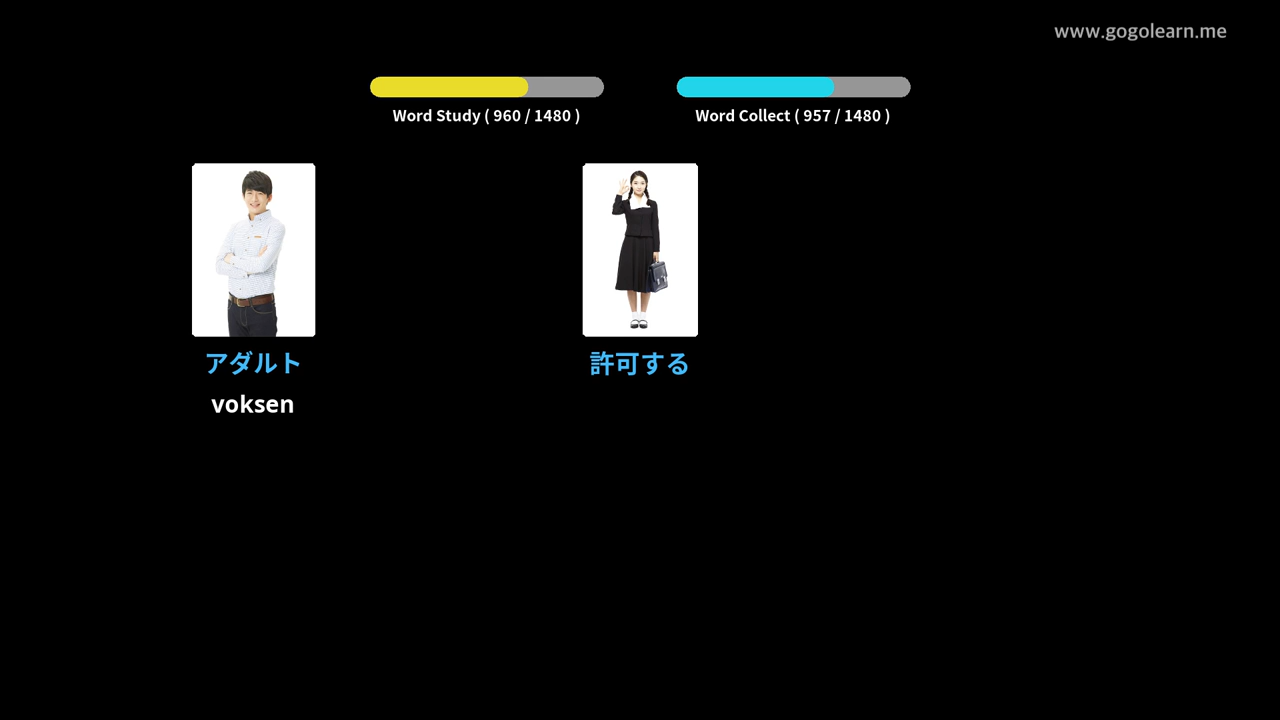 www.gogolearn.me
Word Study ( 960 / 1480 )
Word Collect ( 957 / 1480 )
アダルト
voksen
許可する